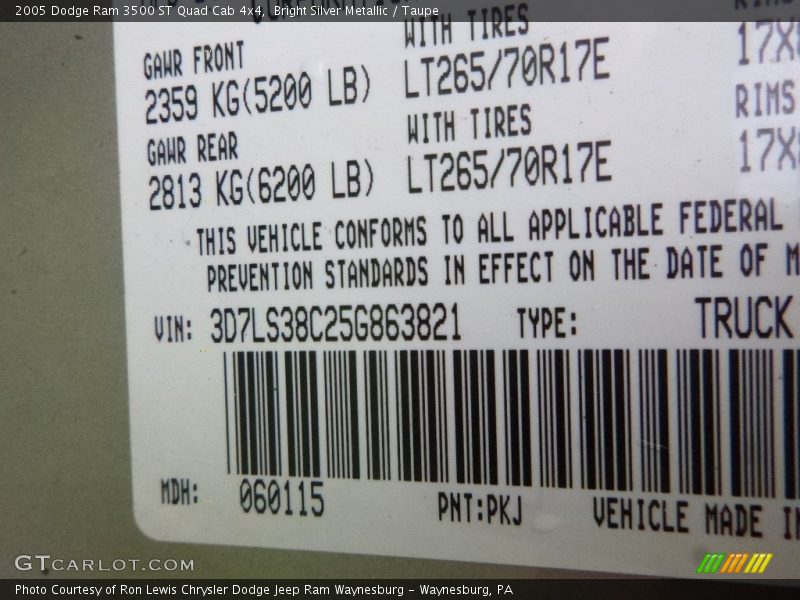 2005 Dodge Ram 3500 ST Quad Cab 4x4, Bright Silver Metallic / Taupe
WITH TIRES
GAWR FRONT
2359 KG(5200 LB) LT265/70R17E
WITH TIRES RIMS
GAWR REAR
2813 KG(6200 LB) LT265/70R17E
THIS VEHICLE CONFORMS TO ALL APPLICABLE FEDERAL
PREVENTION STANDARDS IN EFFECT ON THE DATE OF
VIN: 3D7LS38C25G863821 TYPE: TRUCK
MDH: 060115 PNT:PKJ VEHICLE MADE IN
GTCARLOT.COM
Photo Courtesy of Ron Lewis Chrysler Dodge Jeep Ram Waynesburg – Waynesburg, PA